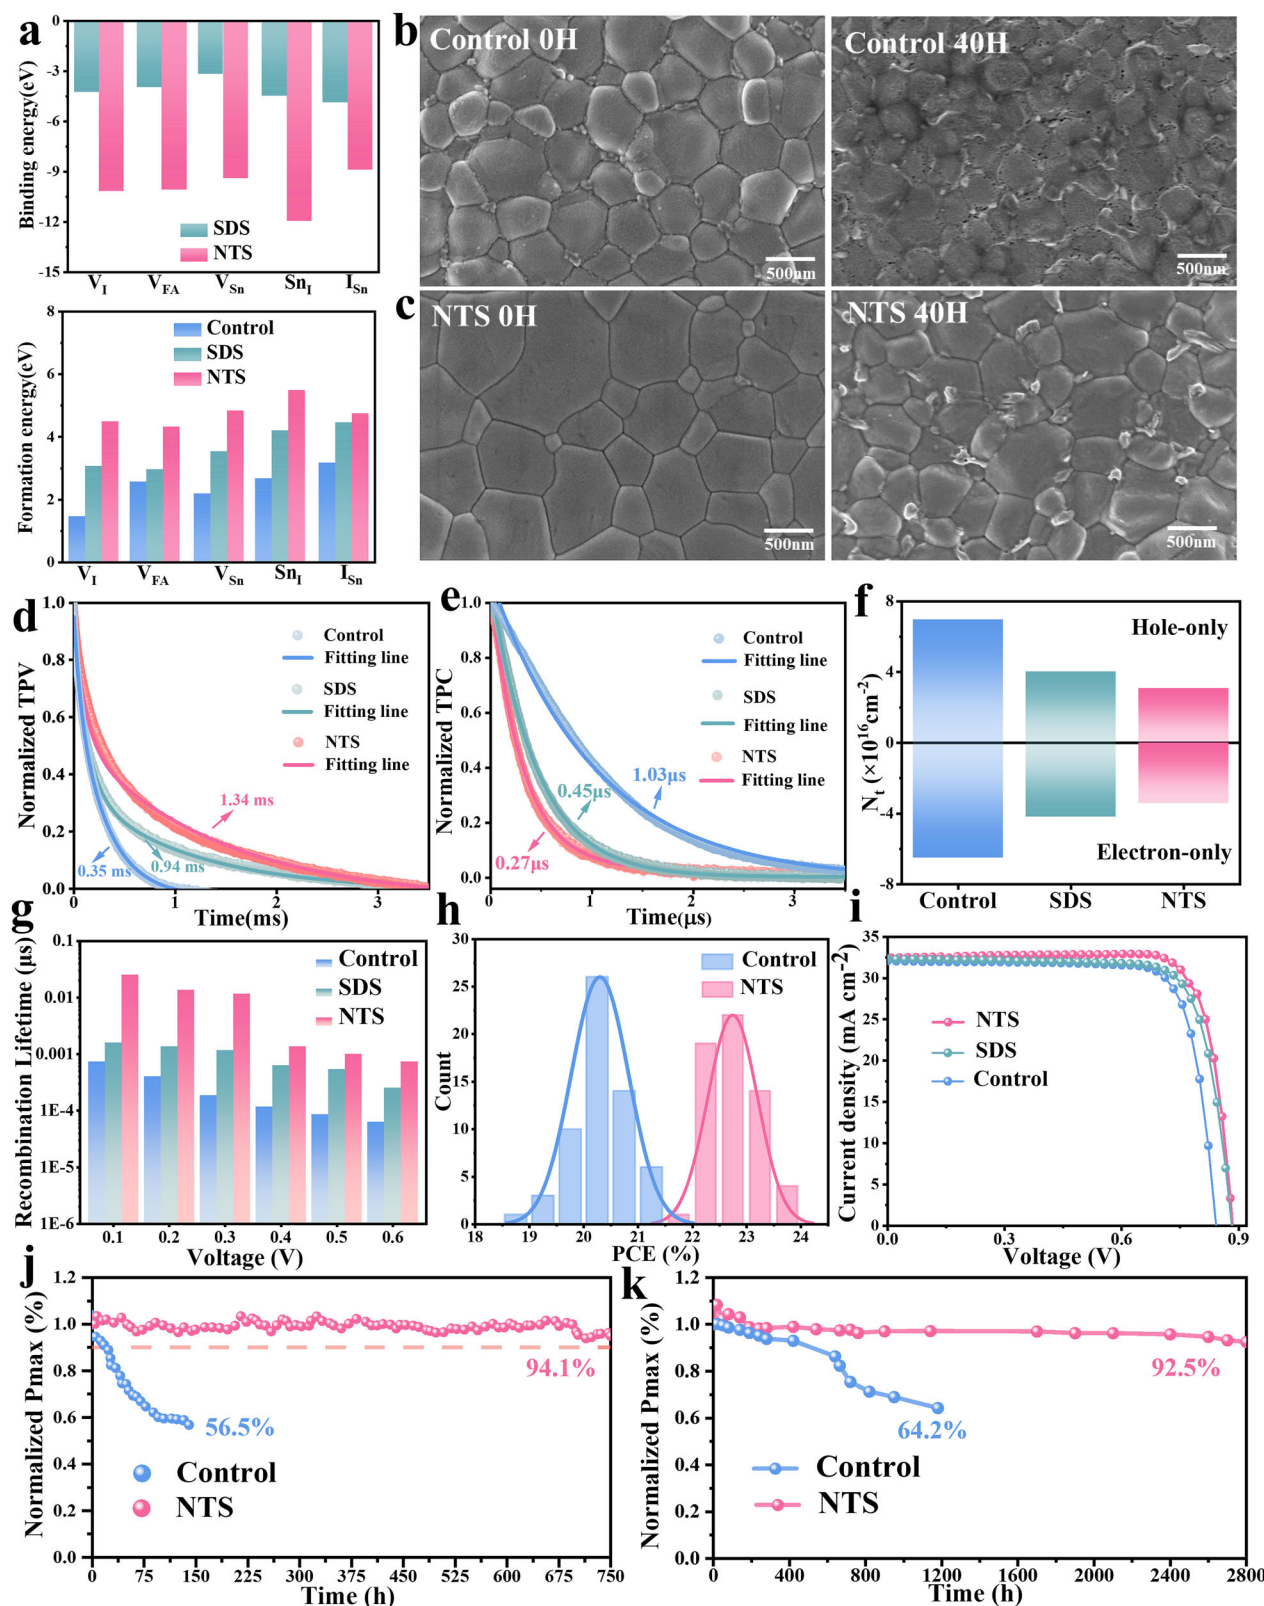 a
Binding energy(eV)
-3
-6
-9
-12
-15
SDS
NTS
V_I V_FA V_Sn Sn_I I_Sn
Formation energy(eV)
8
6
4
2
0
Control
SDS
NTS
V_I V_FA V_Sn Sn_I I_Sn
b
Control 0H
500nm
Control 40H
500nm
c
NTS 0H
500nm
NTS 40H
500nm
d
Normalized TPV
1.0
0.8
0.6
0.4
0.2
0.0
Control
Fitting line
SDS
Fitting line
NTS
Fitting line
1.34 ms
0.94 ms
0.35 ms
0 1 2 3
Time(ms)
e
Normalized TPC
1.0
0.8
0.6
0.4
0.2
0.0
Control
Fitting line
SDS
Fitting line
NTS
Fitting line
1.03μs
0.45μs
0.27μs
0 1 2 3
Time(μs)
f
N_t (×10^16cm^-2)
8
4
0
-4
-8
Hole-only
Electron-only
Control SDS NTS
g
Recombination Lifetime (μs)
0.1
0.01
0.001
1E-4
1E-5
1E-6
Control
SDS
NTS
0.1 0.2 0.3 0.4 0.5 0.6
Voltage (V)
h
Count
30
25
20
15
10
5
0
Control
NTS
18 19 20 21 22 23 24
PCE (%)
i
Current density (mA cm^-2)
35
32
30
25
20
15
10
5
0
NTS
SDS
Control
0.0 0.3 0.6 0.9
Voltage (V)
j
Normalized Pmax (%)
1.2
1.0
0.8
0.6
0.4
0.2
0.0
94.1%
56.5%
Control
NTS
0 75 150 225 300 375 450 525 600 675 750
Time (h)
k
Normalized Pmax (%)
1.2
1.0
0.8
0.6
0.4
0.2
0.0
92.5%
64.2%
Control
NTS
0 400 800 1200 1600 2000 2400 2800
Time (h)